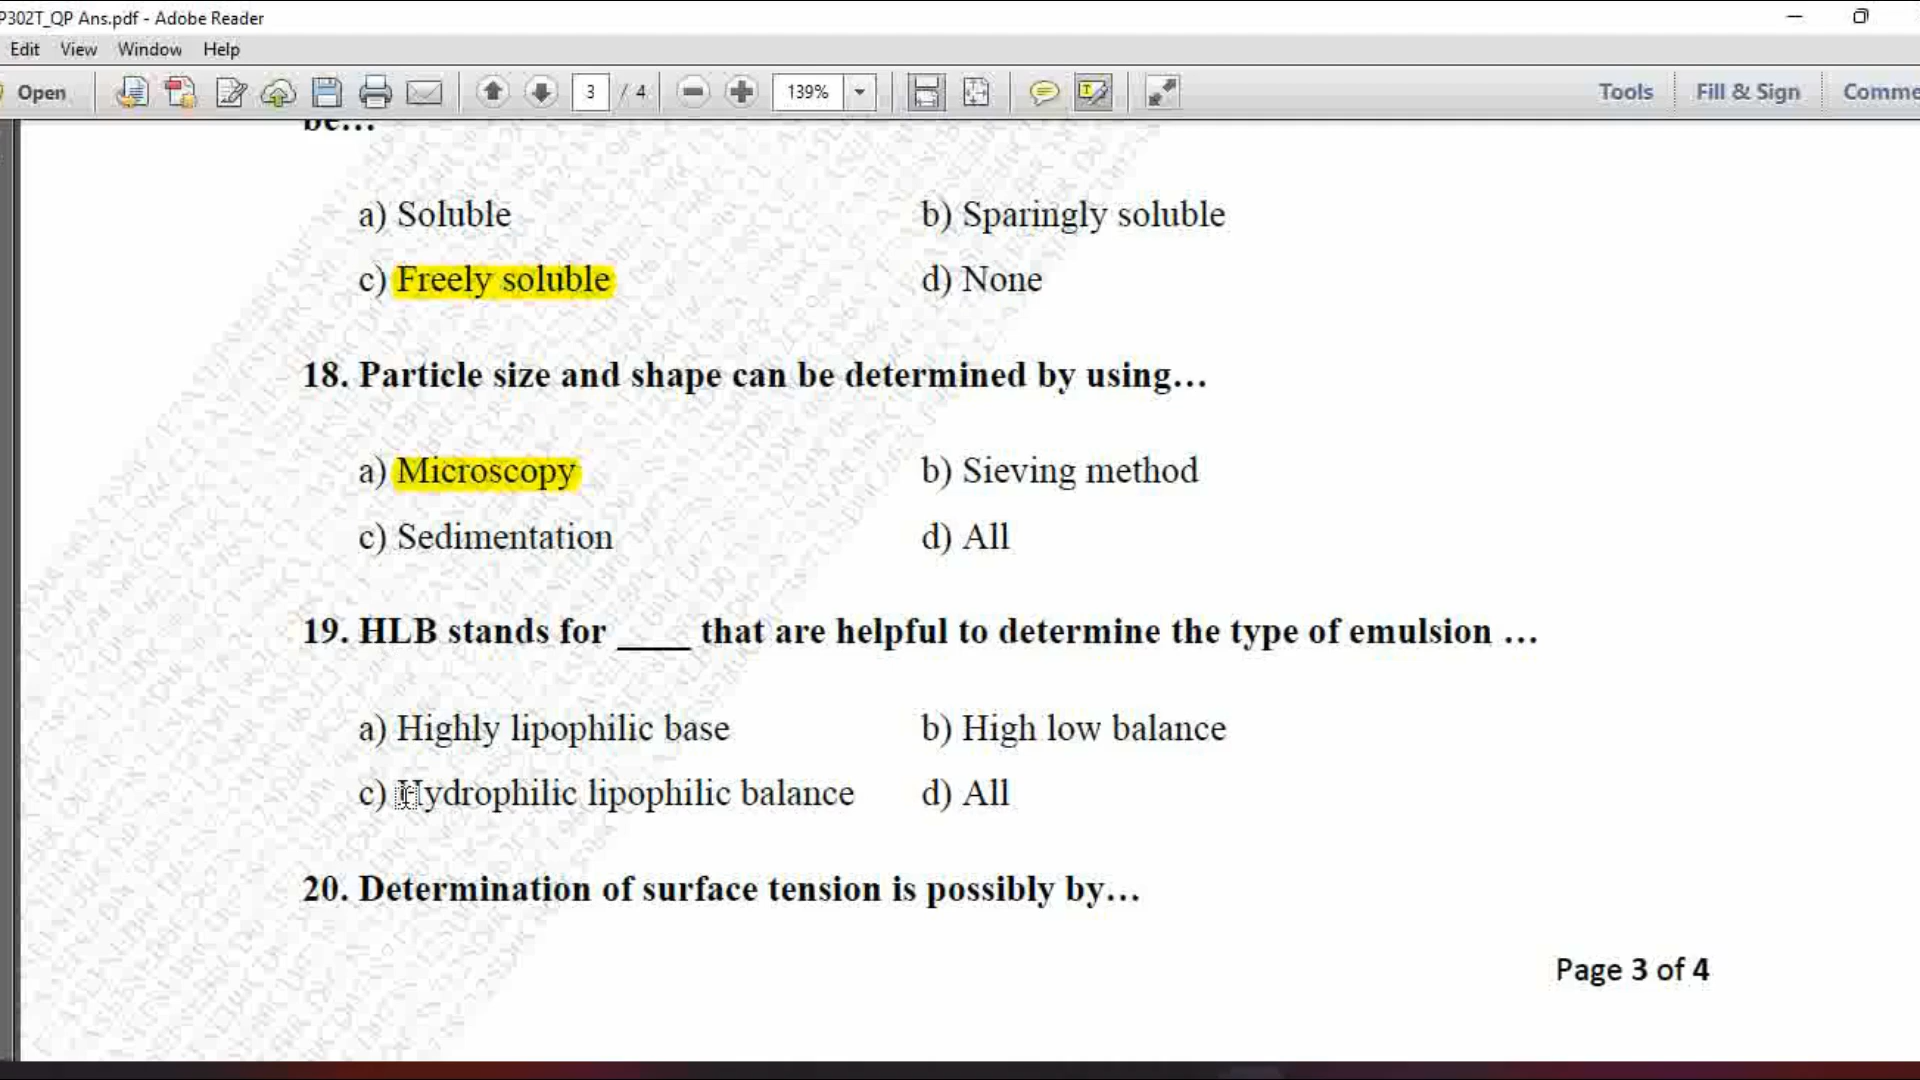 P302T_QP Ans.pdf - Adobe Reader
Edit View Window Help
Open 3 / 4 139% Tools Fill & Sign Comme
be…
a) Soluble b) Sparingly soluble
c) Freely soluble d) None
18. Particle size and shape can be determined by using…
a) Microscopy b) Sieving method
c) Sedimentation d) All
19. HLB stands for ____ that are helpful to determine the type of emulsion …
a) Highly lipophilic base b) High low balance
c) Hydrophilic lipophilic balance d) All
20. Determination of surface tension is possibly by…
Page 3 of 4